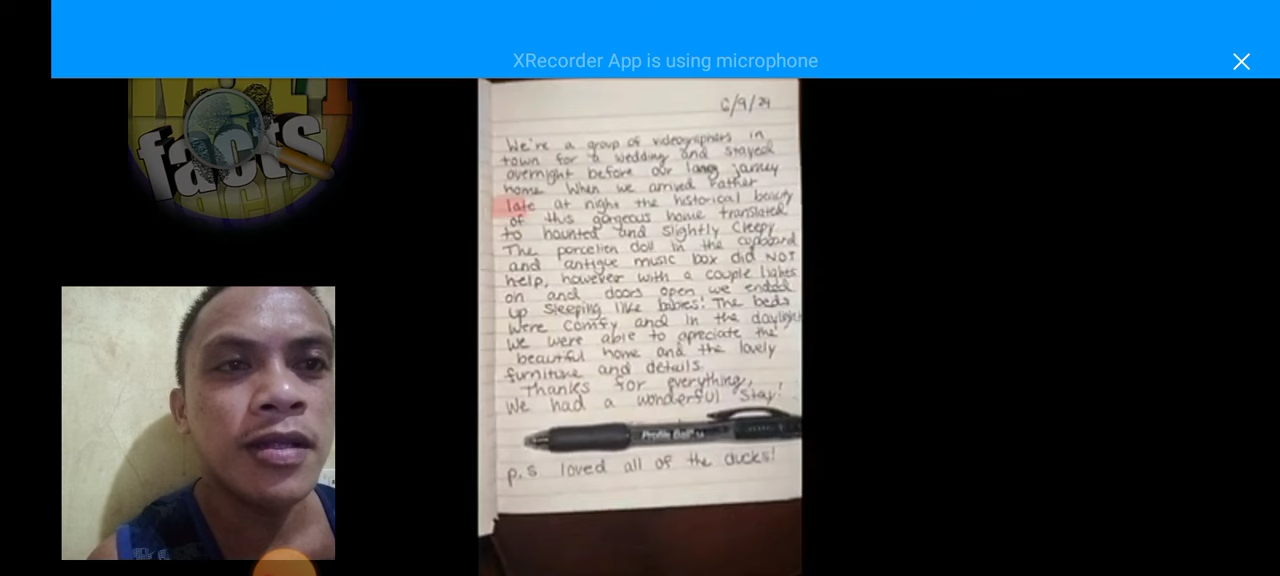 XRecorder App is using microphone
facts
6/9/24
We're a group of videographers in
town for a wedding and stayed
overnight before our long jorney
home. When we arrived rather
late at night the historical beauty
of this gorgeous home translated
to haunted and slightly creepy.
The porcelien doll in the cupboard
and antique music box did NOT
help, however with a couple lights
on and doors open we ended
up sleeping like babies! The beds
were comfy and in the daylight
we were able to apreciate the
beautiful home and the lovely
furniture and details.
Thanks for everything,
We had a wonderful stay!
Profile Ball
p.s loved all of the ducks!